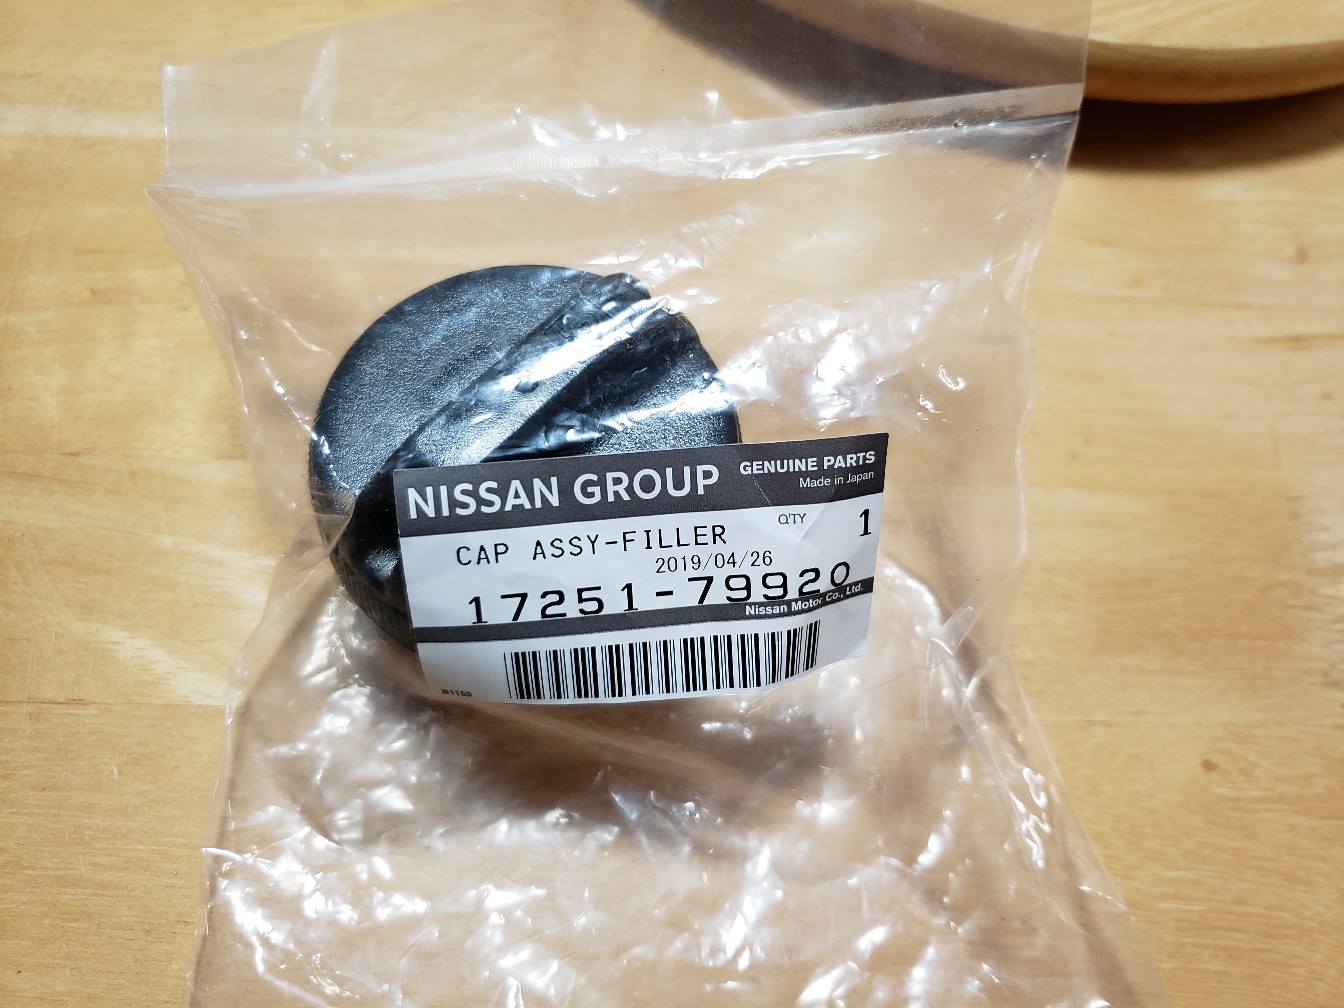 NISSAN GROUP
GENUINE PARTS
Made in Japan
CAP ASSY-FILLER
Q'TY 1
2019/04/26
17251-79920
Nissan Motor Co., Ltd.
B1189